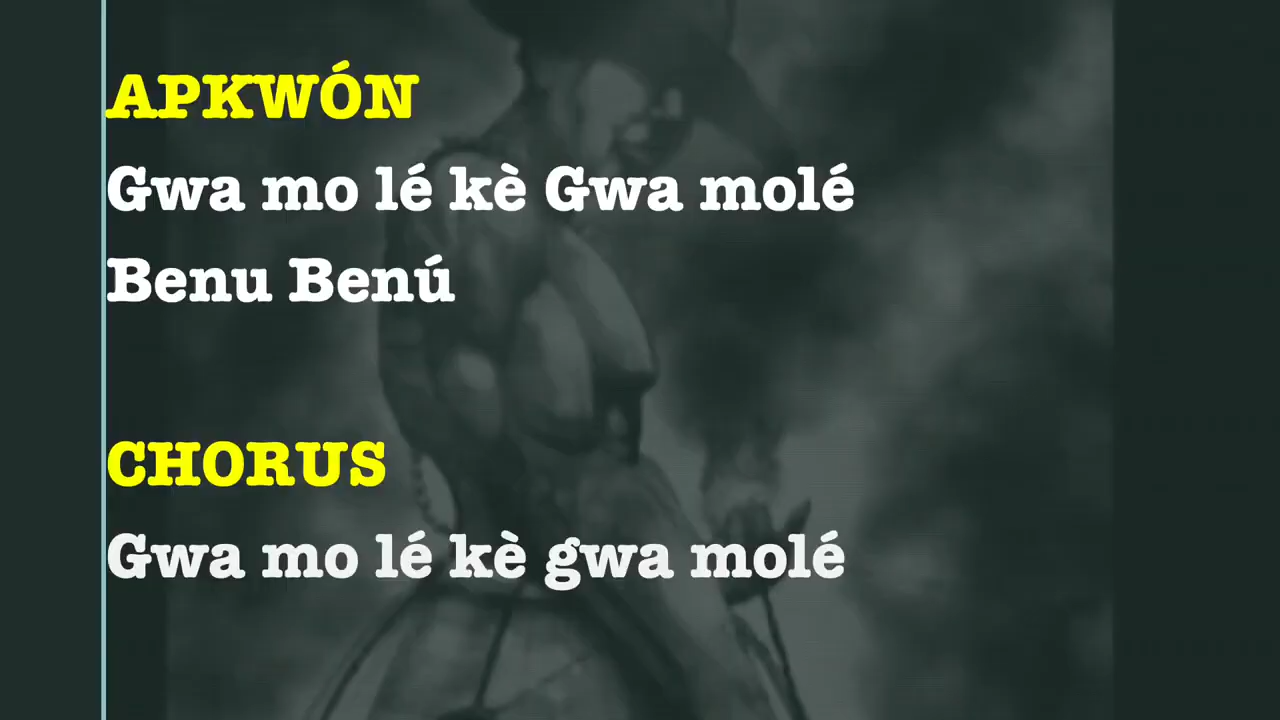 APKWÓN
Gwa mo lé kè Gwa molé
Benu Benú
CHORUS
Gwa mo lé kè gwa molé